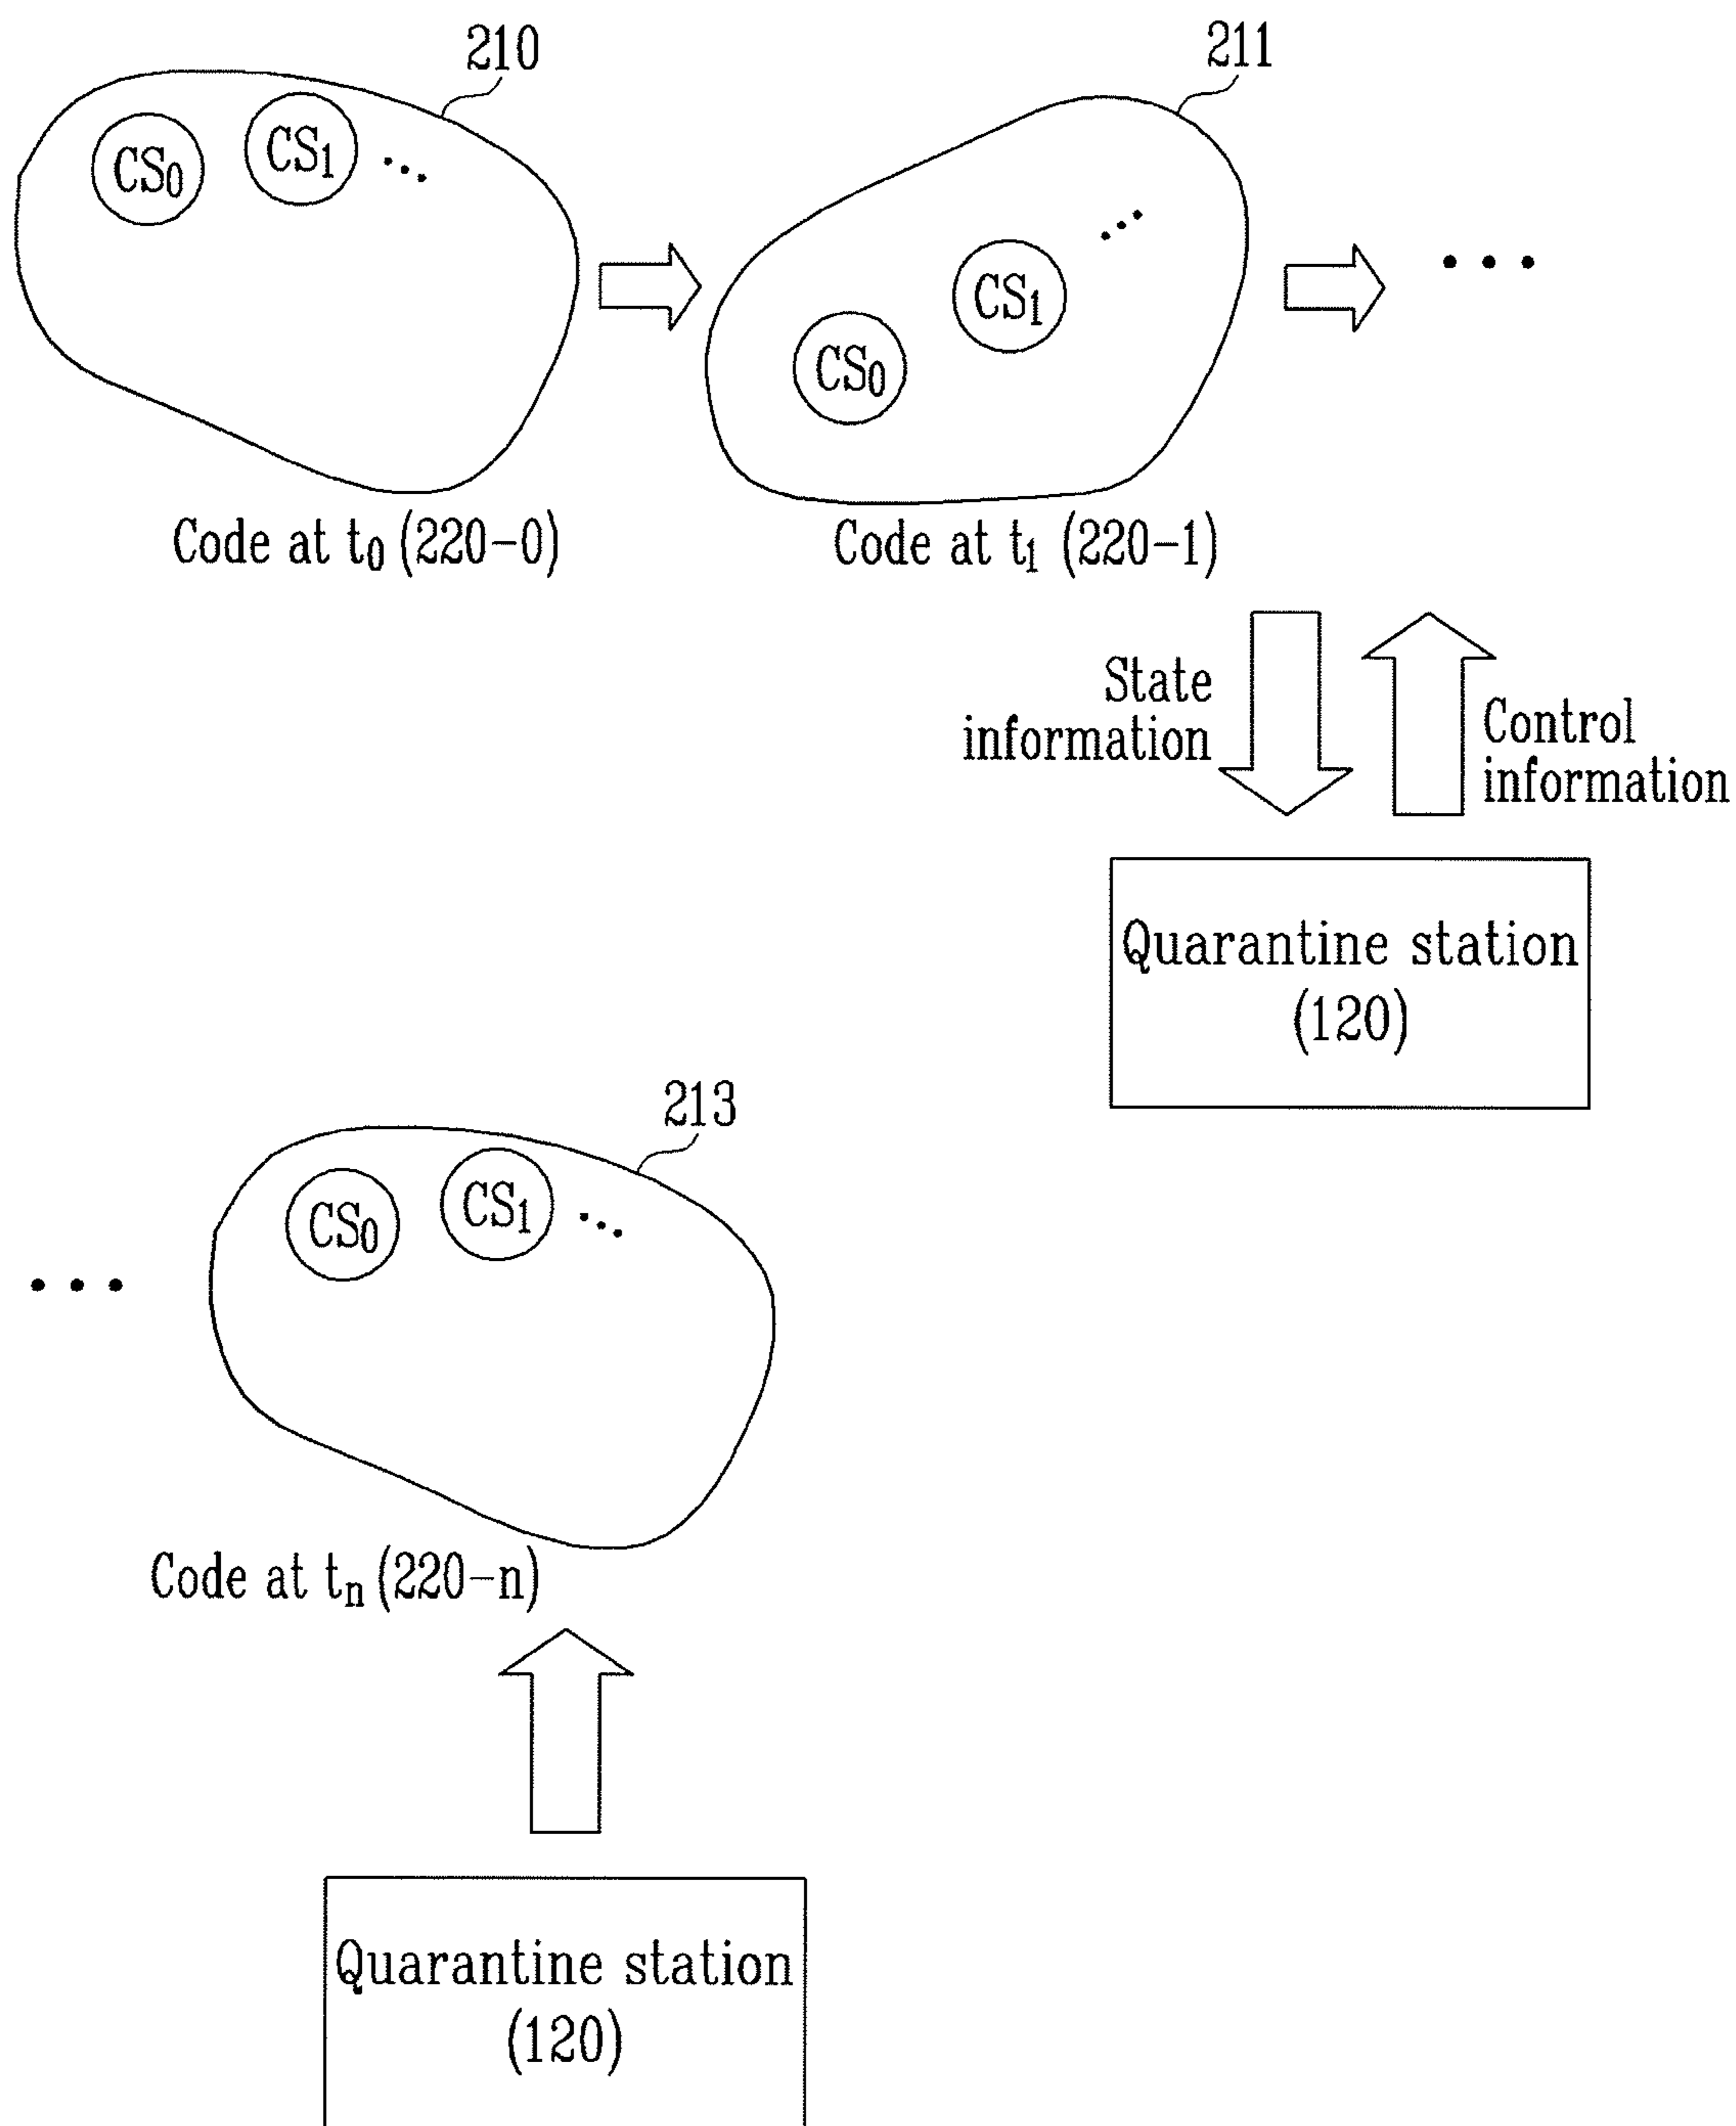 210
211
CS₀
CS₁
CS₁
CS₀
Code at t₀ (220-0)
Code at t₁ (220-1)
State
information
Control
information
Quarantine station
(120)
213
CS₀
CS₁
Code at tₙ (220-n)
Quarantine station
(120)